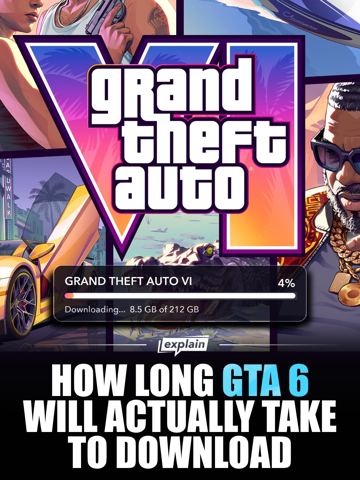 VI
grand
theft
auto
GRAND THEFT AUTO VI 4%
Downloading... 8.5 GB of 212 GB
explain
HOW LONG GTA 6
WILL ACTUALLY TAKE
TO DOWNLOAD